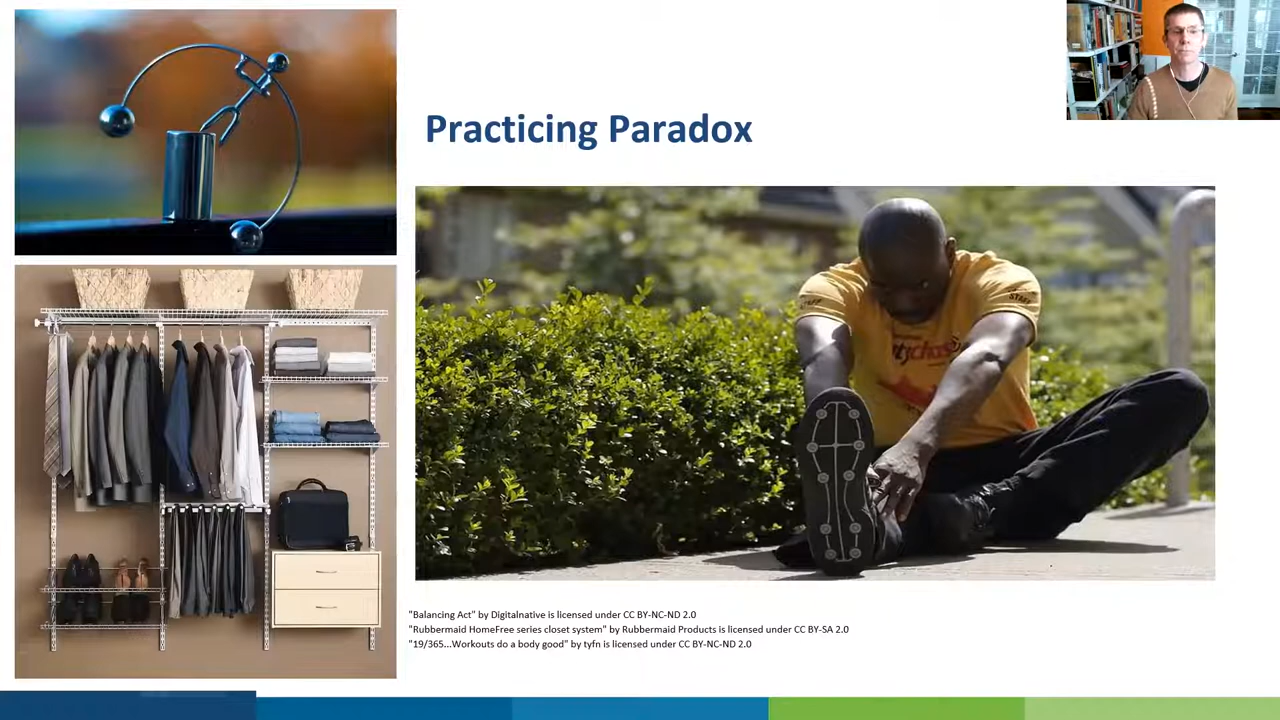 Practicing Paradox
STAFF
"Balancing Act" by Digitalnative is licensed under CC BY-NC-ND 2.0
"Rubbermaid HomeFree series closet system" by Rubbermaid Products is licensed under CC BY-SA 2.0
"19/365...Workouts do a body good" by tyfn is licensed under CC BY-NC-ND 2.0